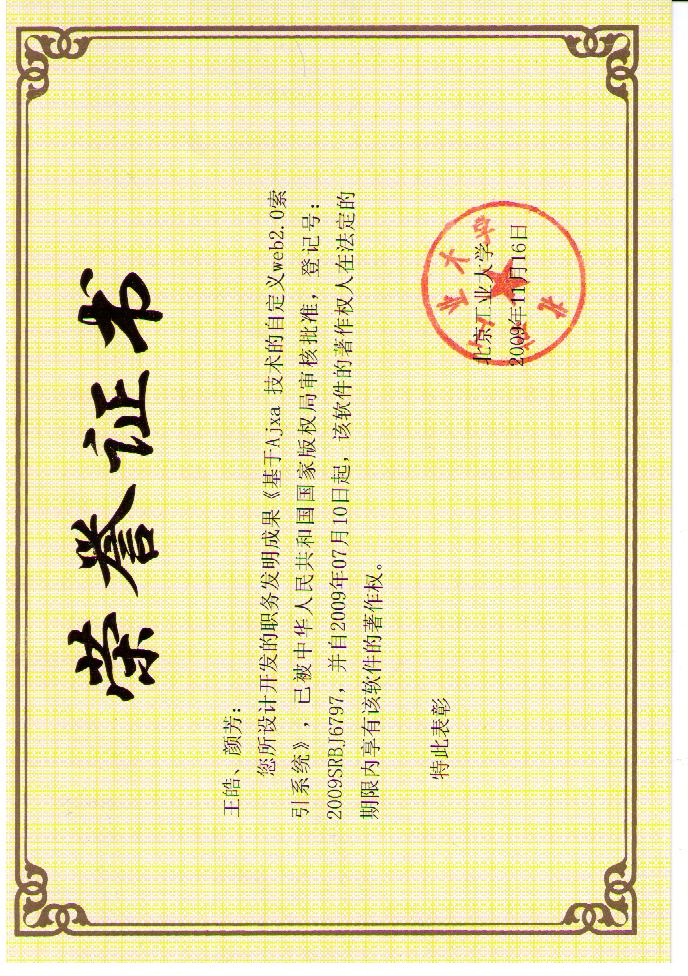 荣誉证书
王皓、颜芳：
您所设计开发的职务发明成果《基于Ajxa 技术的自定义web2.0索
引系统》，已被中华人民共和国国家版权局审核批准，登记号：
2009SRBJ6797，并自2009年07月10日起，该软件的著作权人在法定的
期限内享有该软件的著作权。
特此表彰
北京工业大学
2009年11月16日
北京工业大学